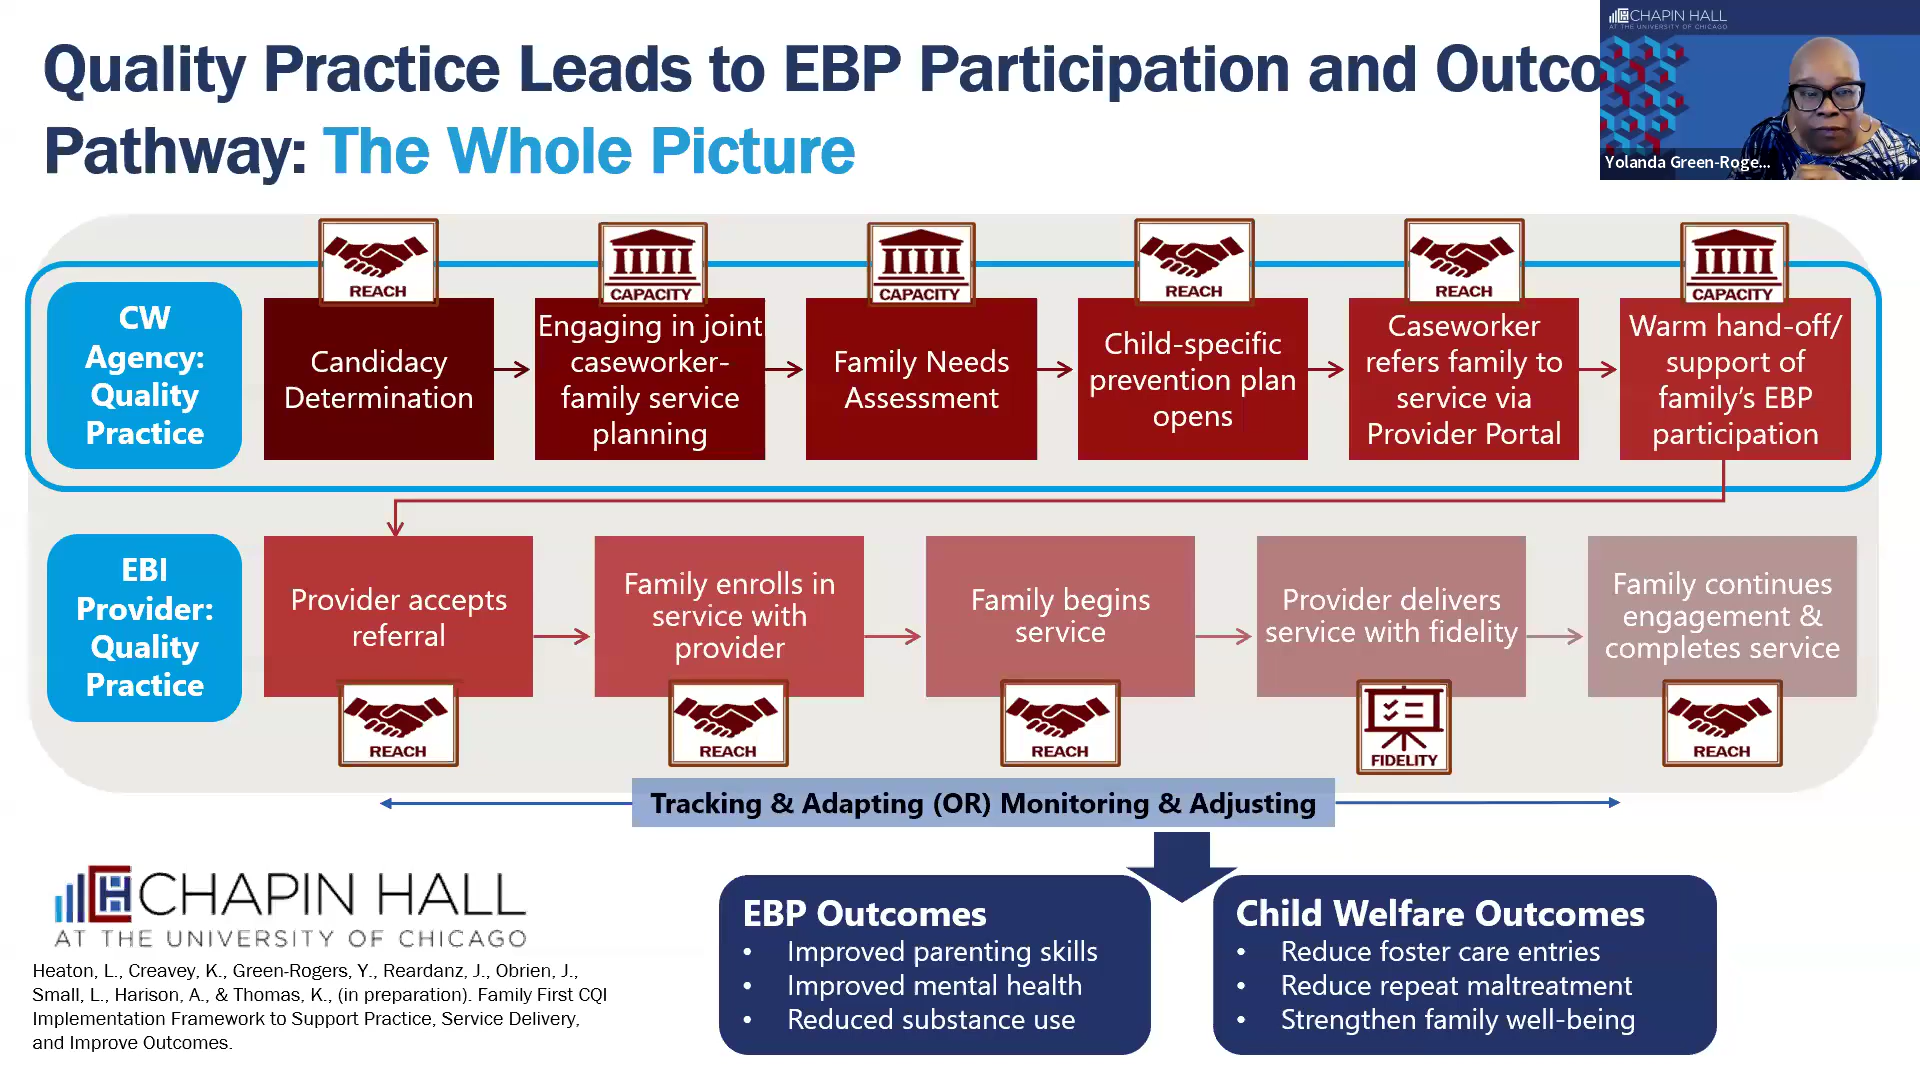 Quality Practice Leads to EBP Participation and Outco
Pathway: The Whole Picture
CHAPIN HALL
AT THE UNIVERSITY OF CHICAGO
Yolanda Green-Roge...
REACH
CAPACITY
CAPACITY
REACH
REACH
CAPACITY
CW
Agency:
Quality
Practice
Candidacy
Determination
Engaging in joint
caseworker-
family service
planning
Family Needs
Assessment
Child-specific
prevention plan
opens
Caseworker
refers family to
service via
Provider Portal
Warm hand-off/
support of
family's EBP
participation
EBI
Provider:
Quality
Practice
Provider accepts
referral
Family enrolls in
service with
provider
Family begins
service
Provider delivers
service with fidelity
Family continues
engagement &
completes service
REACH
REACH
REACH
FIDELITY
REACH
Tracking & Adapting (OR) Monitoring & Adjusting
CHAPIN HALL
AT THE UNIVERSITY OF CHICAGO
Heaton, L., Creavey, K., Green-Rogers, Y., Reardanz, J., Obrien, J.,
Small, L., Harison, A., & Thomas, K., (in preparation). Family First CQI
Implementation Framework to Support Practice, Service Delivery,
and Improve Outcomes.
EBP Outcomes
• Improved parenting skills
• Improved mental health
• Reduced substance use
Child Welfare Outcomes
• Reduce foster care entries
• Reduce repeat maltreatment
• Strengthen family well-being